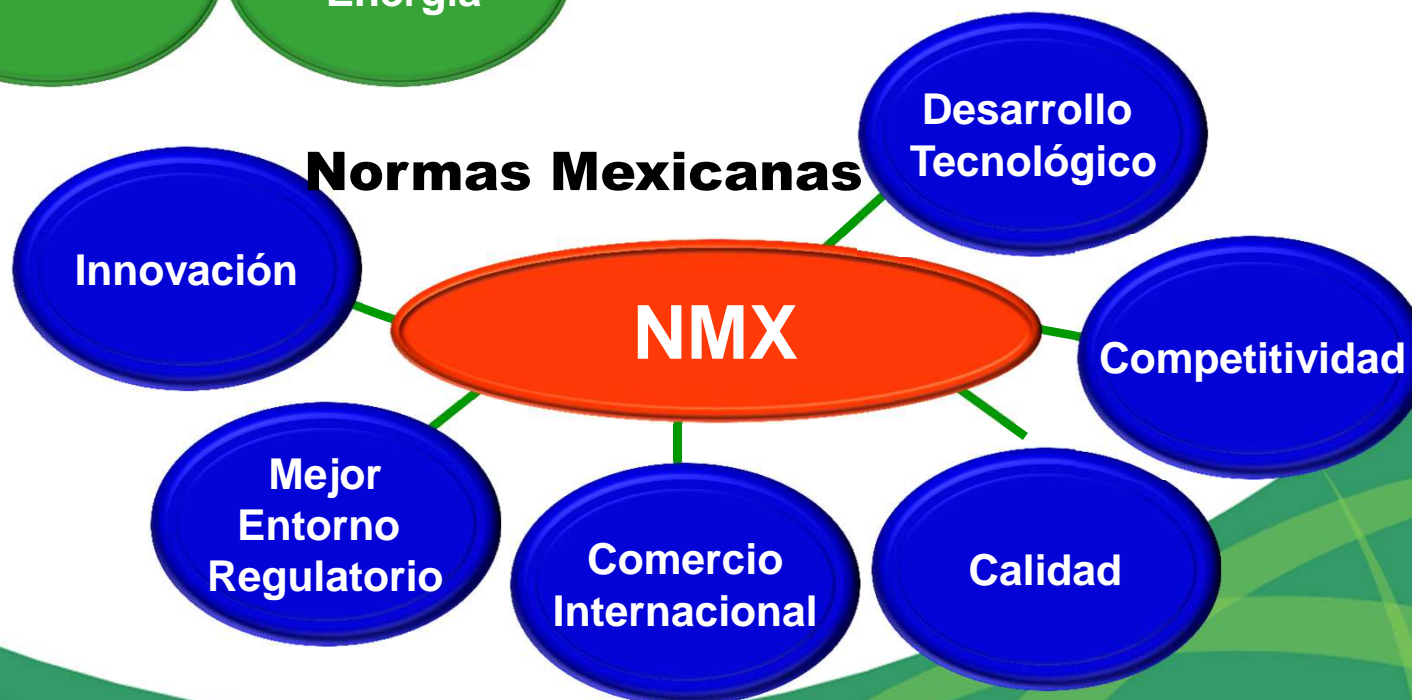 Energía
Desarrollo
Tecnológico
Normas Mexicanas
Innovación
NMX
Competitividad
Mejor
Entorno
Regulatorio
Comercio
Internacional
Calidad